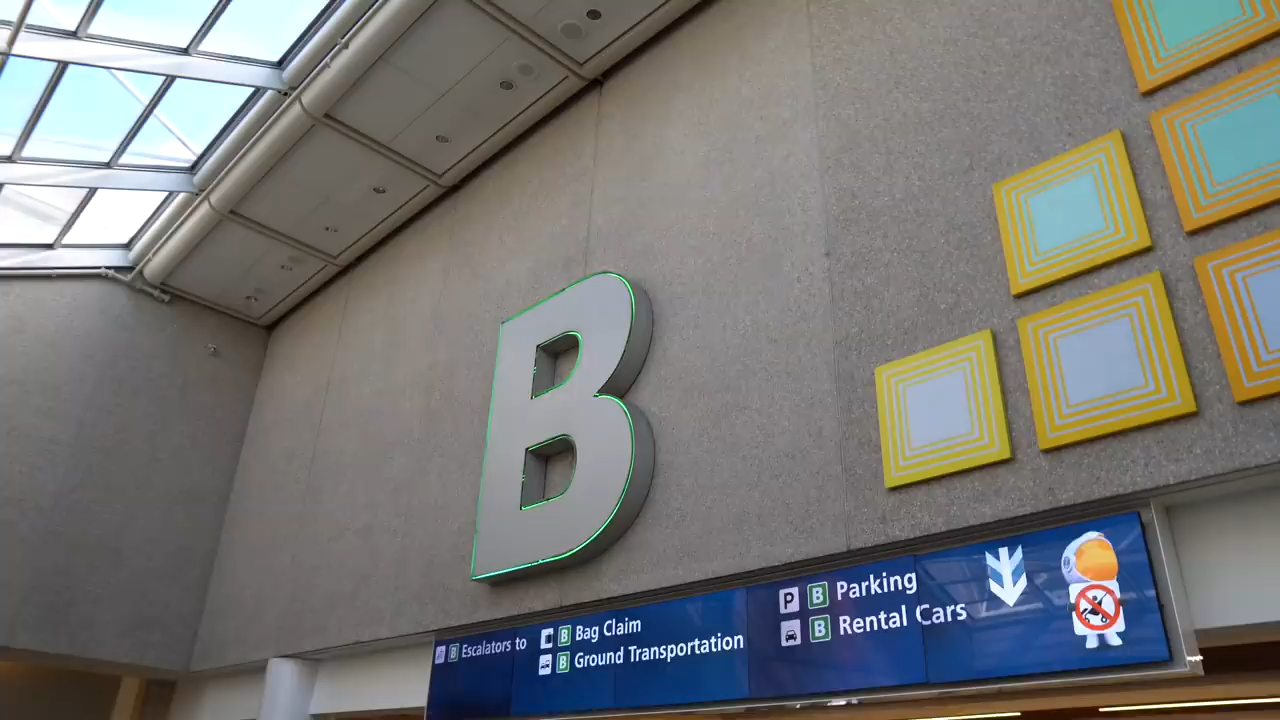 B
B Escalators to
B Bag Claim
B Ground Transportation
P B Parking
B Rental Cars